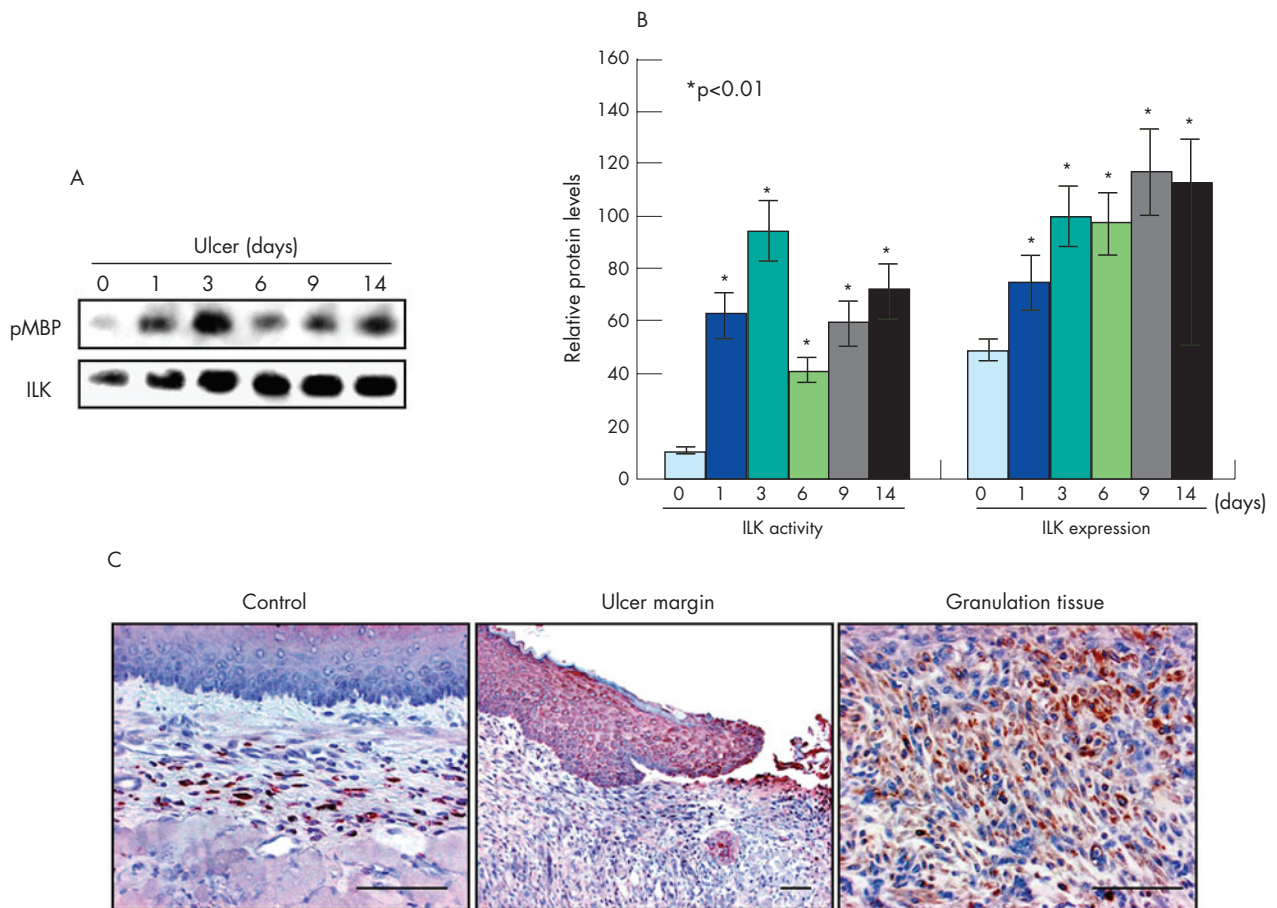 A
Ulcer (days)
0 1 3 6 9 14
pMBP
ILK
B
160
140
120
100
80
60
40
20
0
Relative protein levels
*p<0.01
* * * * *
* * * * *
0 1 3 6 9 14 0 1 3 6 9 14 (days)
ILK activity ILK expression
C
Control Ulcer margin Granulation tissue